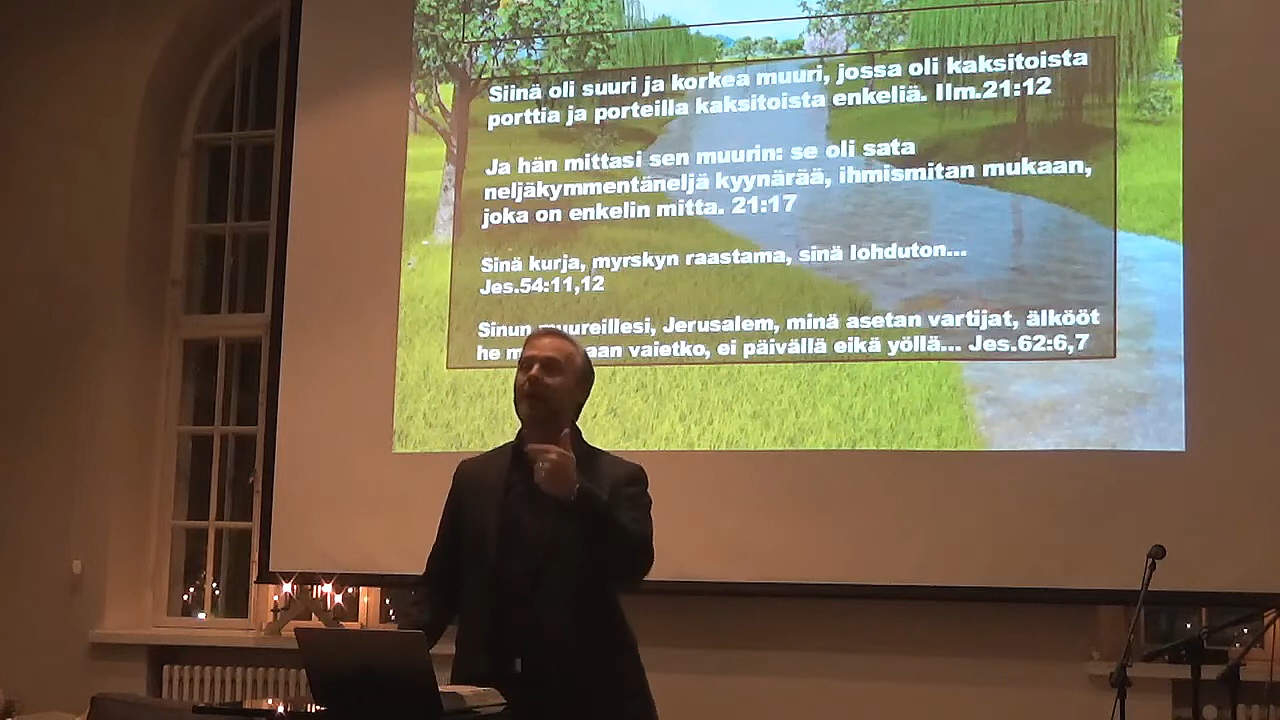 Siinä oli suuri ja korkea muuri, jossa oli kaksitoista
porttia ja porteilla kaksitoista enkeliä. Ilm.21:12
Ja hän mittasi sen muurin: se oli sata
neljäkymmentäneljä kyynärää, ihmismitan mukaan,
joka on enkelin mitta. 21:17
Sinä kurja, myrskyn raastama, sinä lohduton...
Jes.54:11,12
Sinun muureillesi, Jerusalem, minä asetan vartijat, älkööt
he vaietko, ei päivällä eikä yöllä... Jes.62:6,7